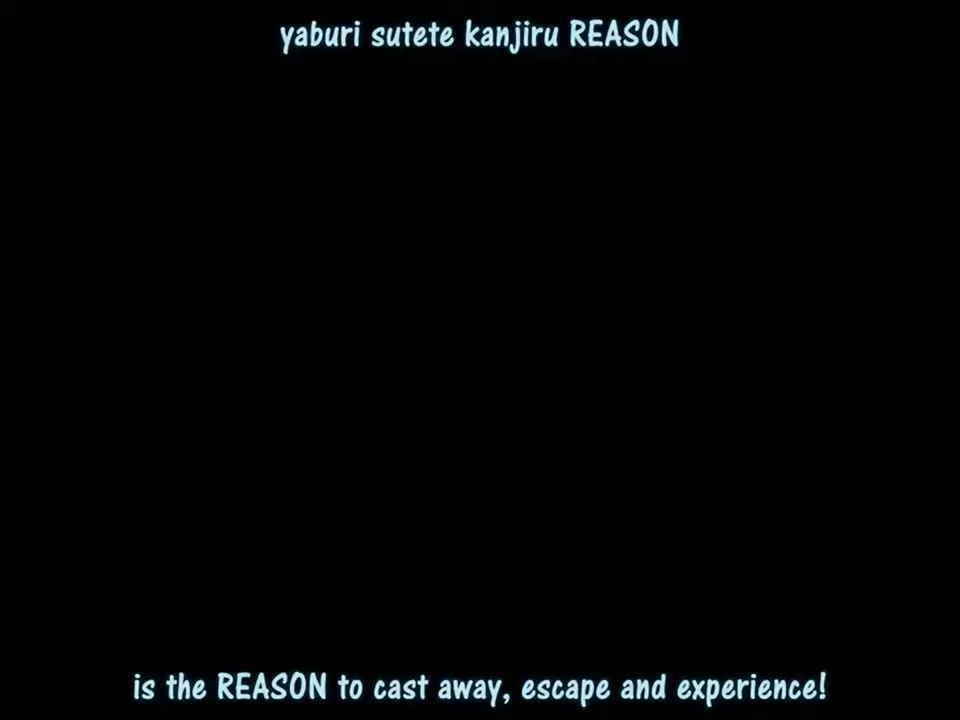 yaburi sutete kanjiru REASON
is the REASON to cast away, escape and experience!